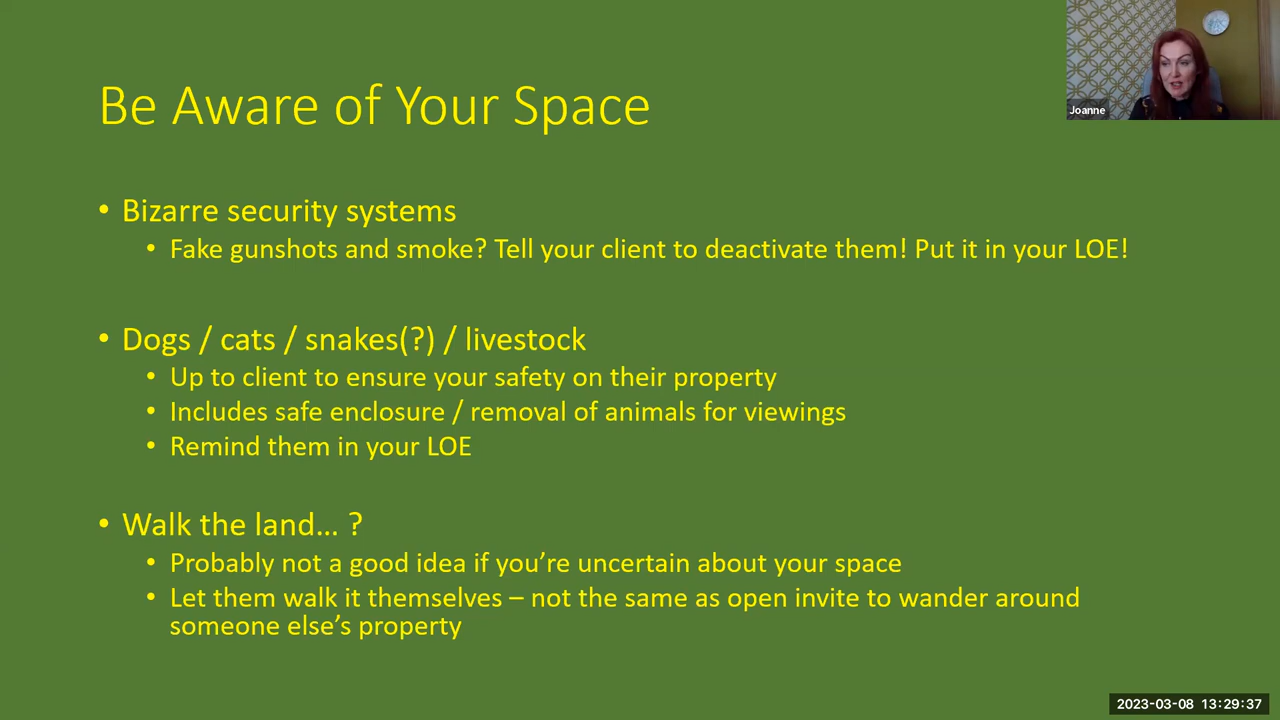 Be Aware of Your Space
Joanne
• Bizarre security systems
• Fake gunshots and smoke? Tell your client to deactivate them! Put it in your LOE!
• Dogs / cats / snakes(?) / livestock
• Up to client to ensure your safety on their property
• Includes safe enclosure / removal of animals for viewings
• Remind them in your LOE
• Walk the land… ?
• Probably not a good idea if you’re uncertain about your space
• Let them walk it themselves – not the same as open invite to wander around
someone else’s property
2023-03-08 13:29:37